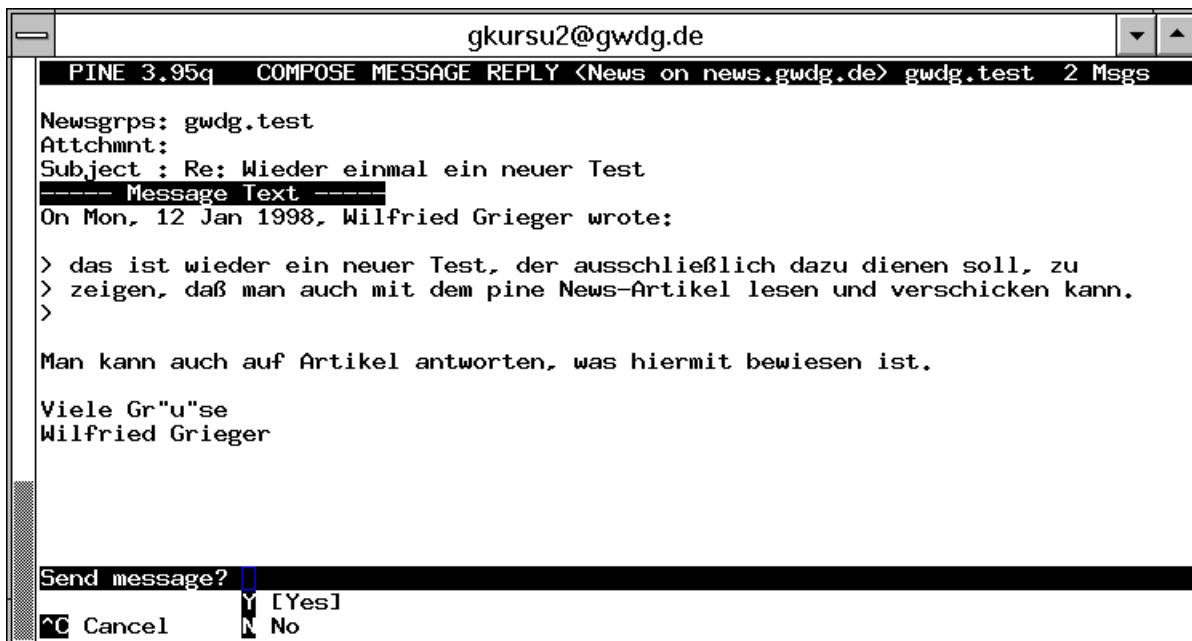 gkursu2@gwdg.de
PINE 3.95q COMPOSE MESSAGE REPLY <News on news.gwdg.de> gwdg.test 2 Msgs
Newsgrps: gwdg.test
Attchmnt:
Subject : Re: Wieder einmal ein neuer Test
----- Message Text -----
On Mon, 12 Jan 1998, Wilfried Grieger wrote:
> das ist wieder ein neuer Test, der ausschließlich dazu dienen soll, zu
> zeigen, daß man auch mit dem pine News-Artikel lesen und verschicken kann.
>
Man kann auch auf Artikel antworten, was hiermit bewiesen ist.
Viele Gr"u"se
Wilfried Grieger
Send message?
Y [Yes]
^C Cancel N No